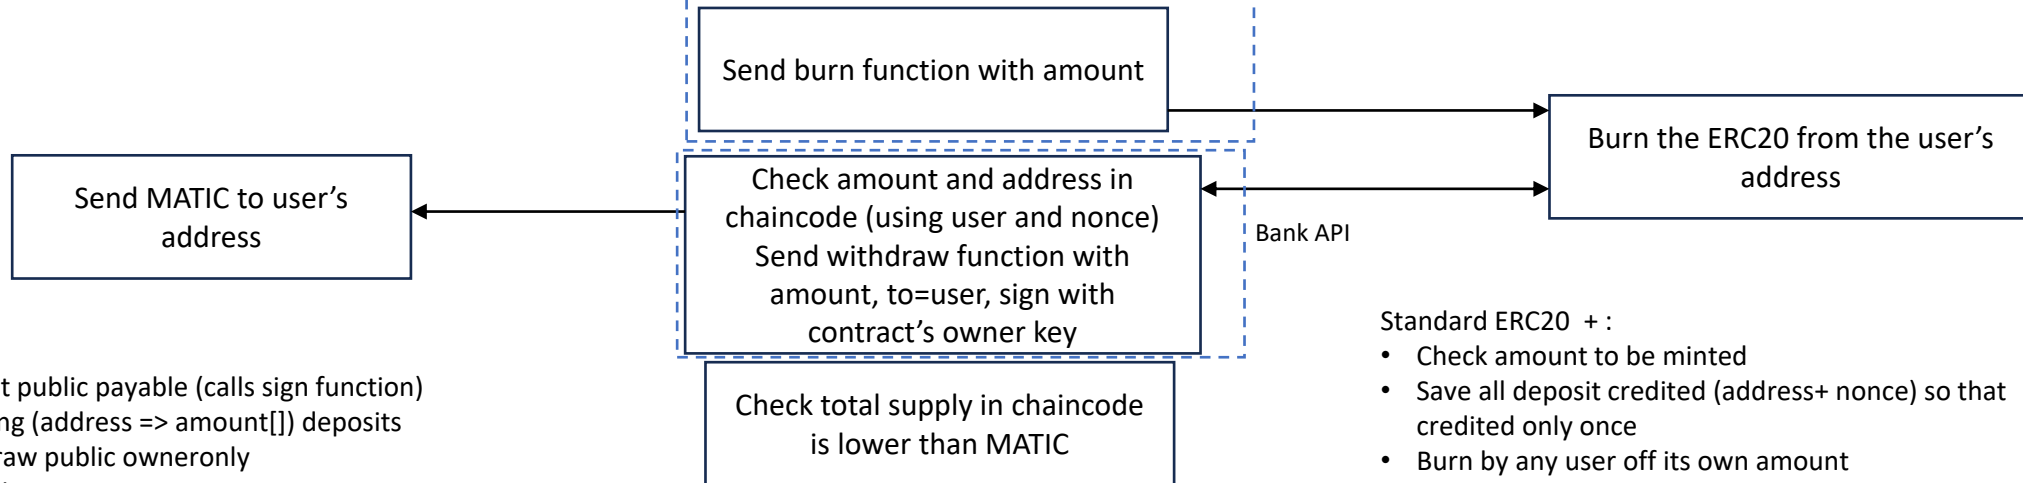 Send burn function with amount
Burn the ERC20 from the user's
address
Send MATIC to user's
address
Check amount and address in
chaincode (using user and nonce)
Send withdraw function with
amount, to=user, sign with
contract's owner key
Bank API
Standard ERC20 + :
• Check amount to be minted
• Save all deposit credited (address+ nonce) so that
credited only once
• Burn by any user off its own amount
t public payable (calls sign function)
ng (address => amount[]) deposits
raw public owneronly
Check total supply in chaincode
is lower than MATIC